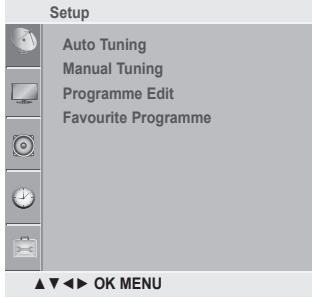 Setup
Auto Tuning
Manual Tuning
Programme Edit
Favourite Programme
▲▼◄► OK MENU